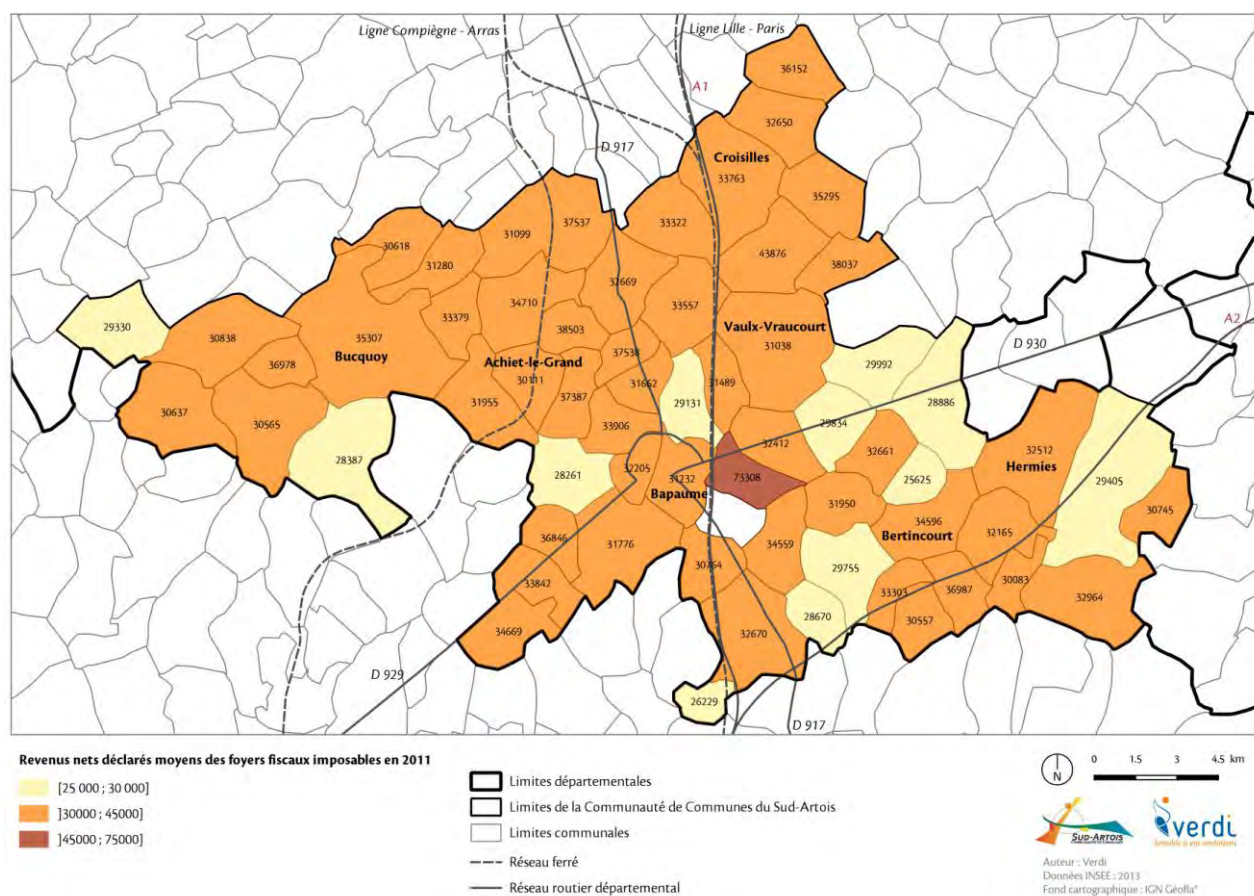 Ligne Compiègne - Arras
Ligne Lille - Paris
36152
A1
32650
D 917
Croisilles
33763
35295
37537
33322
31099
30618
43876
31280
38037
32669
34710
33557
29330
33379
38503
Vaulx-Vraucourt
A2
30838
35307
31038
D 930
Bucquoy
37538
Achiet-le-Grand
29992
36978
30111
31662
31489
28886
31955
37387
29131
30637
30565
33906
29834
32412
32661
32512
28387
Hermies
28261
32205
31232
73308
25625
29405
Bapaume
31950
30745
34596
36846
31776
34559
Bertincourt
32165
30764
29755
33842
33303
36987
30083
32964
28670
30557
34669
32670
D 929
26229
D 917
Revenus nets déclarés moyens des foyers fiscaux imposables en 2011
]25 000 ; 30 000]
]30000 ; 45000]
]45000 ; 75000]
Limites départementales
Limites de la Communauté de Communes du Sud-Artois
Limites communales
Réseau ferré
Réseau routier départemental
N
0 1.5 3 4.5 km
SUD-ARTOIS
verdi
Auteur : Verdi
Données INSEE : 2013
Fond cartographique : IGN Géofla®